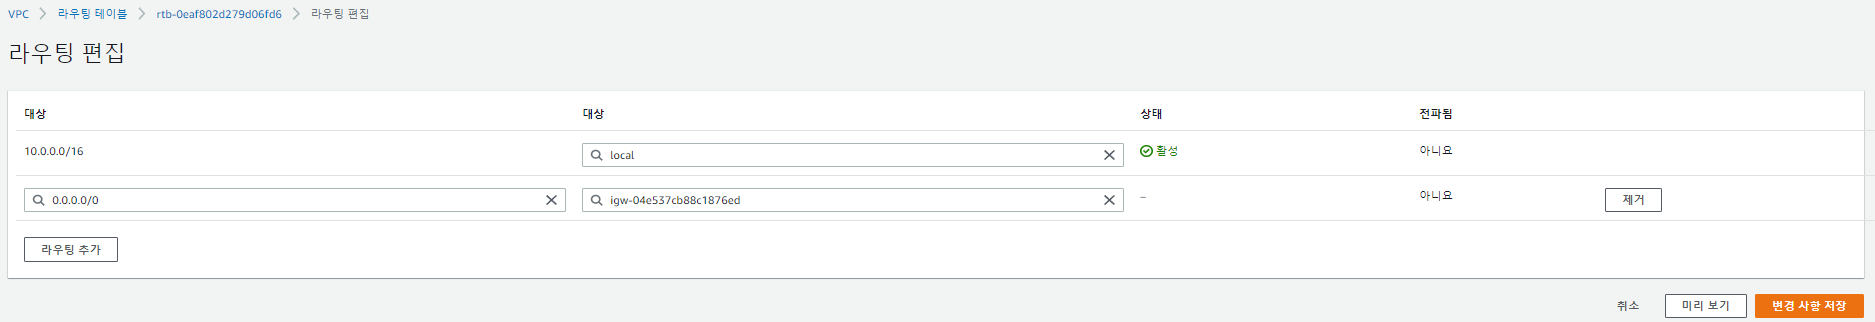 VPC > 라우팅 테이블 > rtb-0eaf802d279d06fd6 > 라우팅 편집
라우팅 편집
대상 대상 상태 전파됨
10.0.0.0/16 local 활성 아니요
0.0.0.0/0 igw-04e537cb88c1876ed – 아니요 제거
라우팅 추가
취소 미리 보기 변경 사항 저장